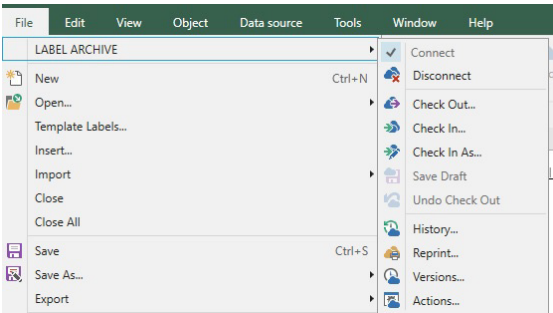 File Edit View Object Data source Tools Window Help
LABEL ARCHIVE
New Ctrl+N
Open...
Template Labels...
Insert...
Import
Close
Close All
Save Ctrl+S
Save As...
Export
Connect
Disconnect
Check Out...
Check In...
Check In As...
Save Draft
Undo Check Out
History...
Reprint...
Versions...
Actions...